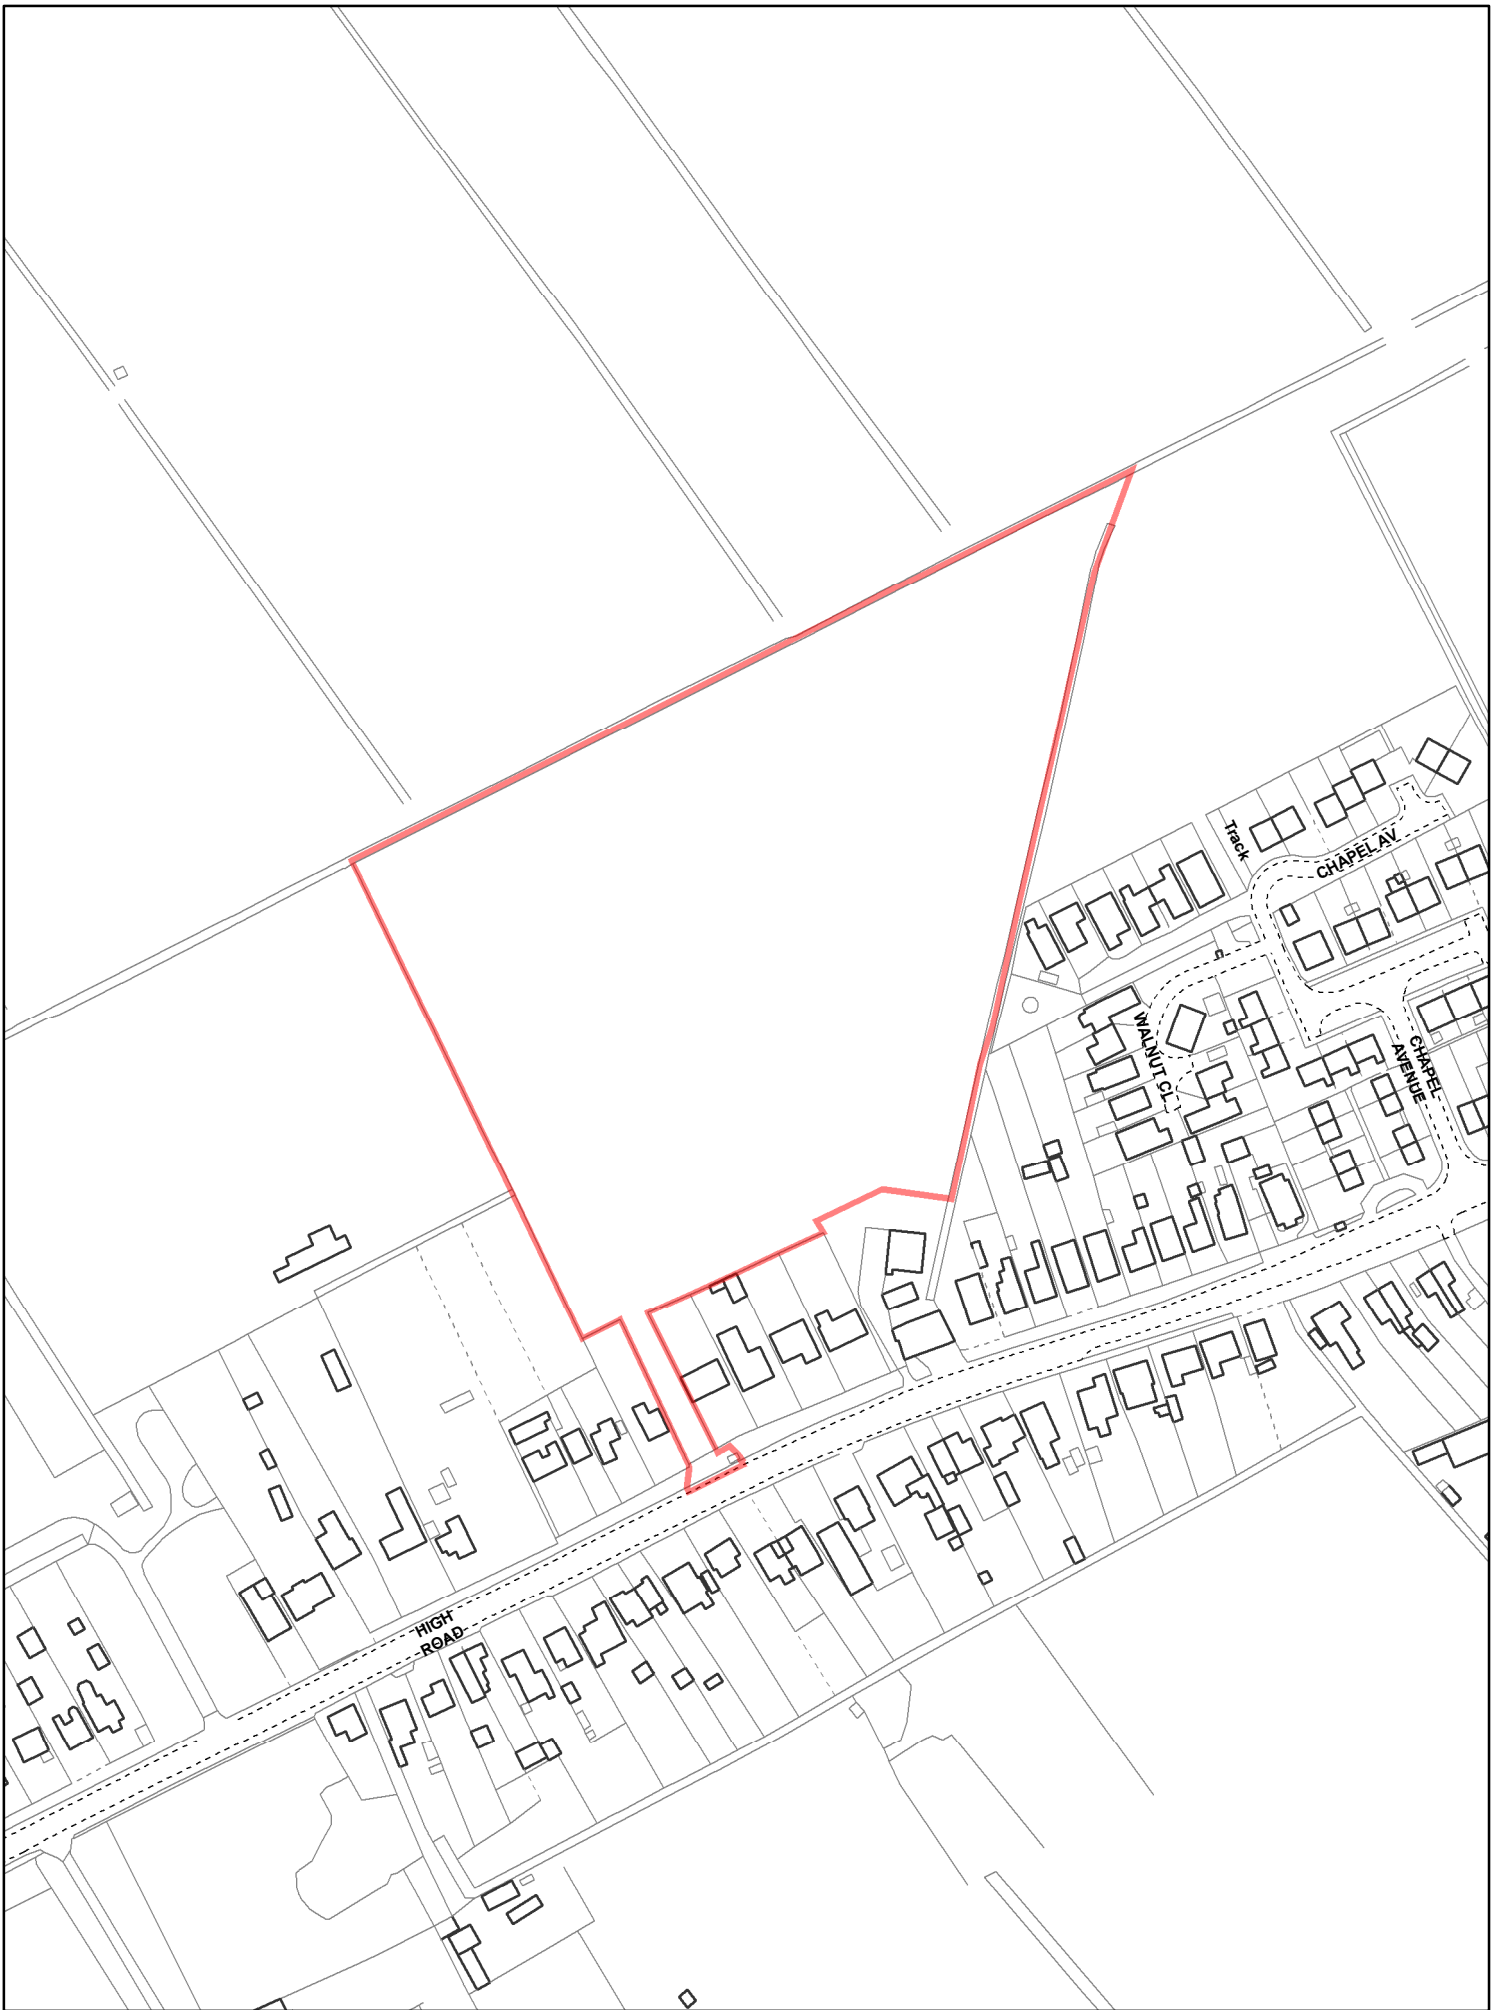 Track
CHAPEL AV
WALNUT CL
CHAPEL
AVENUE
HIGH
ROAD